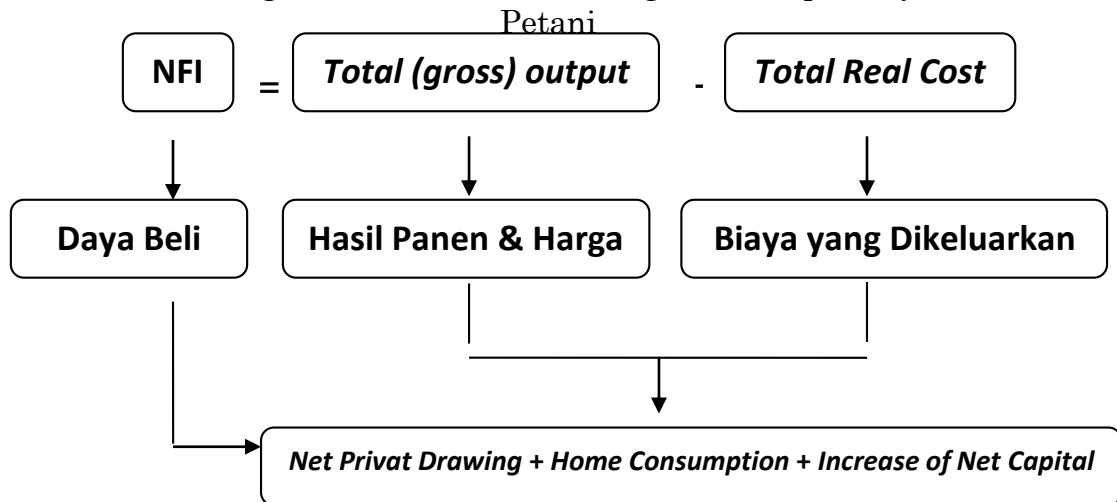 Petani
NFI = Total (gross) output - Total Real Cost
Daya Beli Hasil Panen & Harga Biaya yang Dikeluarkan
Net Privat Drawing + Home Consumption + Increase of Net Capital